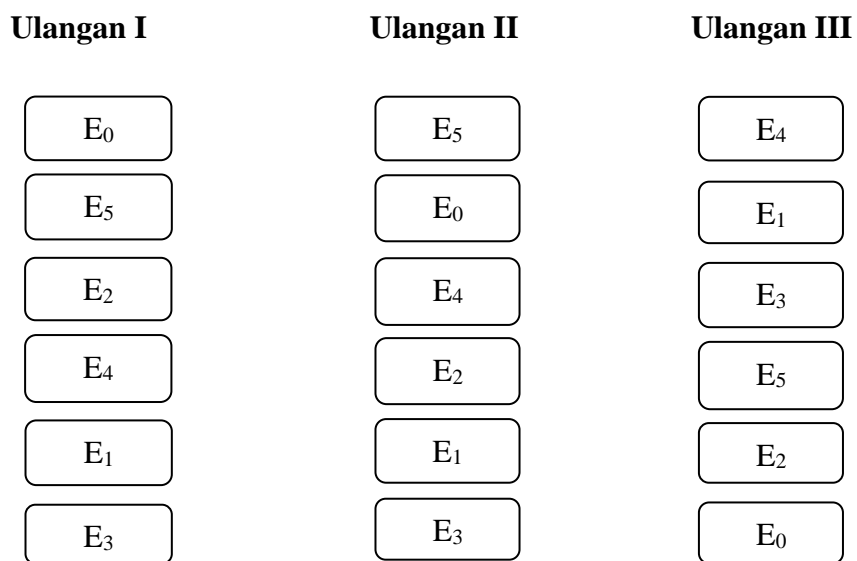 Ulangan I Ulangan II Ulangan III
E₀ E₅ E₄
E₅ E₀ E₁
E₂ E₄ E₃
E₄ E₂ E₅
E₁ E₁ E₂
E₃ E₃ E₀